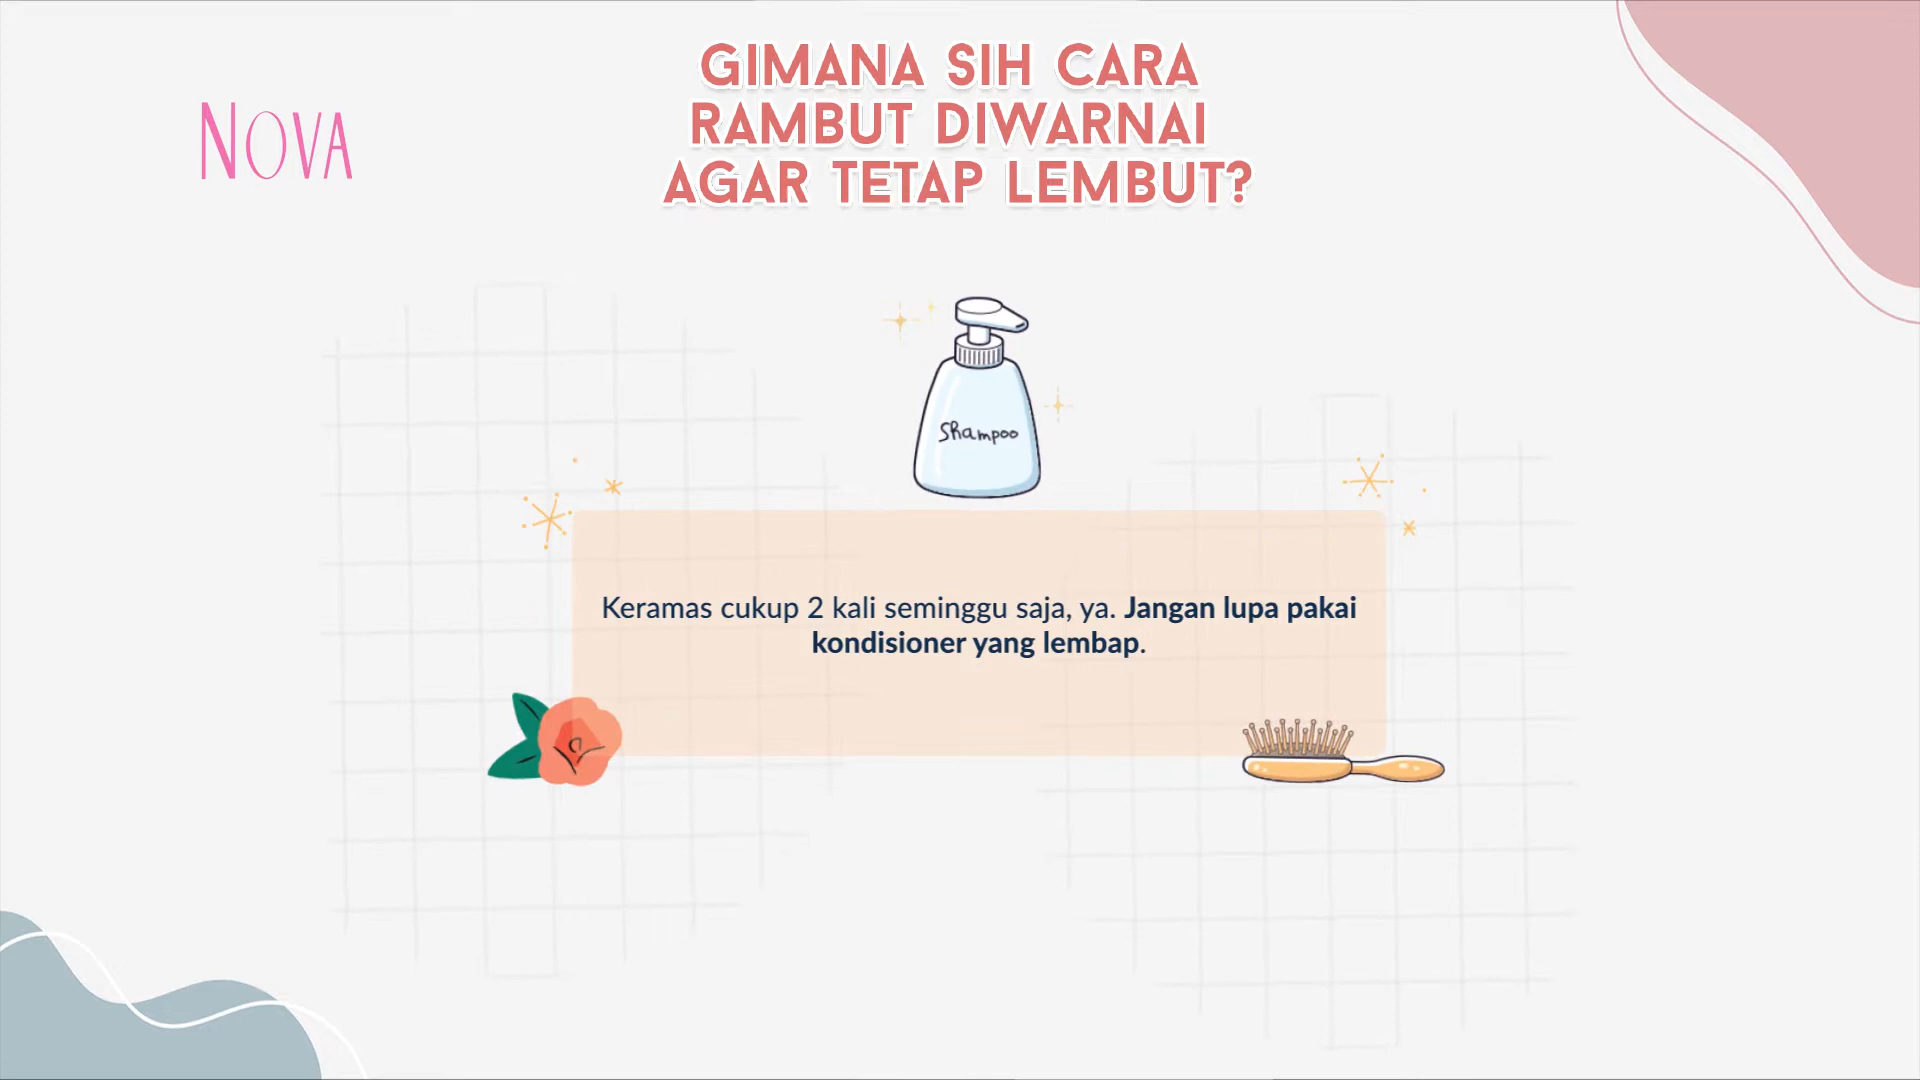 NOVA
GIMANA SIH CARA
RAMBUT DIWARNAI
AGAR TETAP LEMBUT?
Shampoo
Keramas cukup 2 kali seminggu saja, ya. Jangan lupa pakai
kondisioner yang lembap.